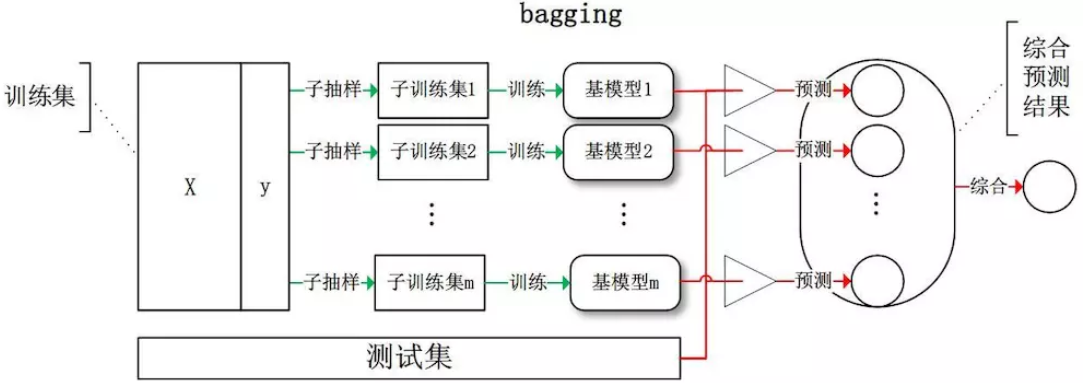 bagging
训练集
X
y
子抽样
子训练集1
训练
基模型1
预测
子抽样
子训练集2
训练
基模型2
预测
子抽样
子训练集m
训练
基模型m
预测
综合
预测
结果
综合
测试集